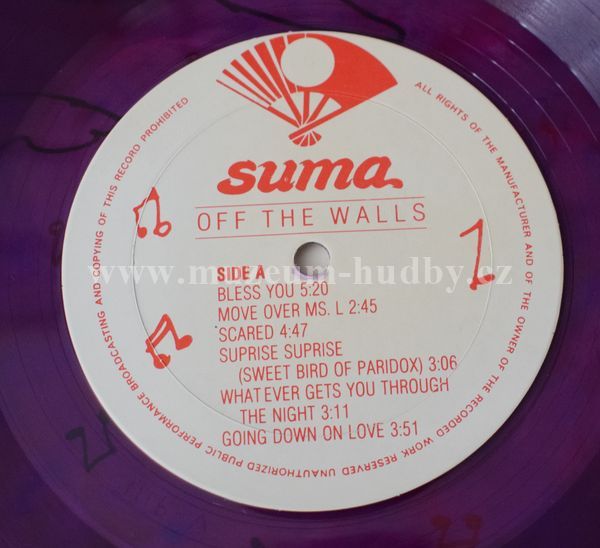 suma
OFF THE WALLS
SIDE A
BLESS YOU 5:20
MOVE OVER MS. L 2:45
SCARED 4:47
SUPRISE SUPRISE
(SWEET BIRD OF PARIDOX) 3:06
WHAT EVER GETS YOU THROUGH
THE NIGHT 3:11
GOING DOWN ON LOVE 3:51
ALL RIGHTS OF THE MANUFACTURER AND OF THE OWNER OF THE RECORDED WORK RESERVED UNAUTHORIZED PUBLIC PERFORMANCE BROADCASTING AND COPYING OF THIS RECORD PROHIBITED
www.muzeum-hudby.cz